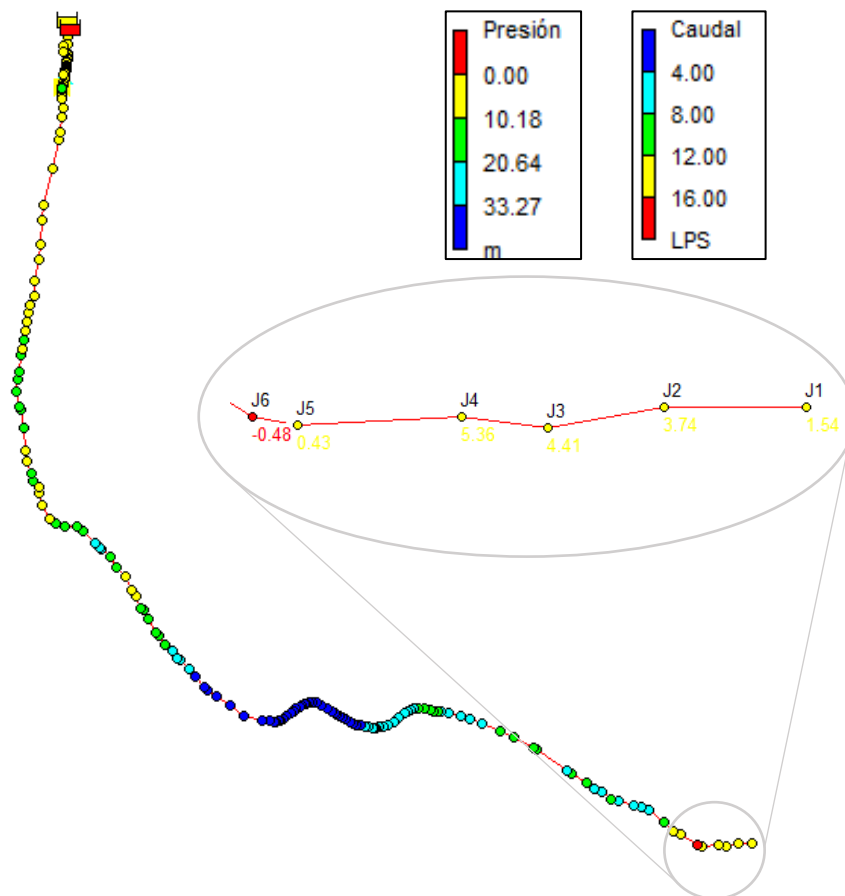 Presión
0.00
10.18
20.64
33.27
m
Caudal
4.00
8.00
12.00
16.00
LPS
J6
J5
J4
J3
J2
J1
-0.48
0.43
5.36
4.41
3.74
1.54